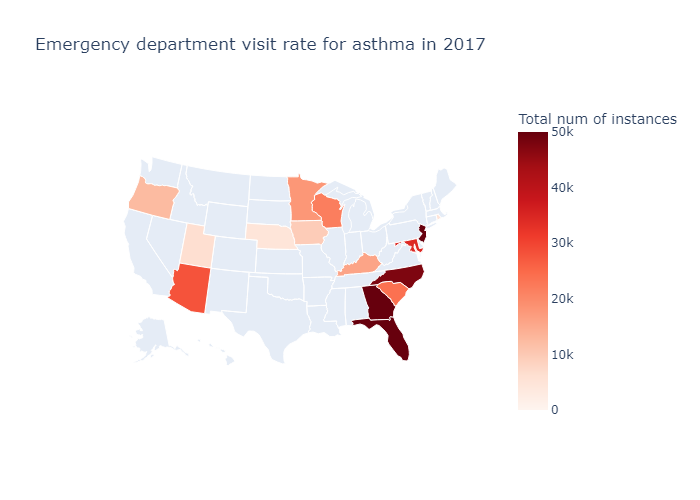 Emergency department visit rate for asthma in 2017
Total num of instances
50k
40k
30k
20k
10k
0